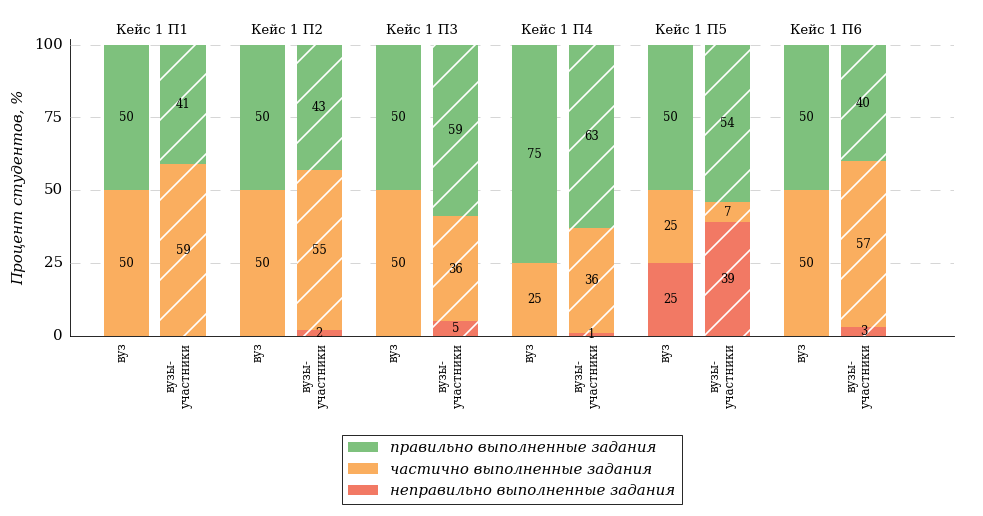 Кейс 1 П1 Кейс 1 П2 Кейс 1 П3 Кейс 1 П4 Кейс 1 П5 Кейс 1 П6
Процент студентов, %
100
75
50
25
0
50 41 50 43 50 59 75 63 50 54 50 40
50 59 50 55 50 36 25 36 25 7 50 57
2 5 1 25 39 3
вуз вузы-участники вуз вузы-участники вуз вузы-участники вуз вузы-участники вуз вузы-участники вуз вузы-участники
правильно выполненные задания
частично выполненные задания
неправильно выполненные задания